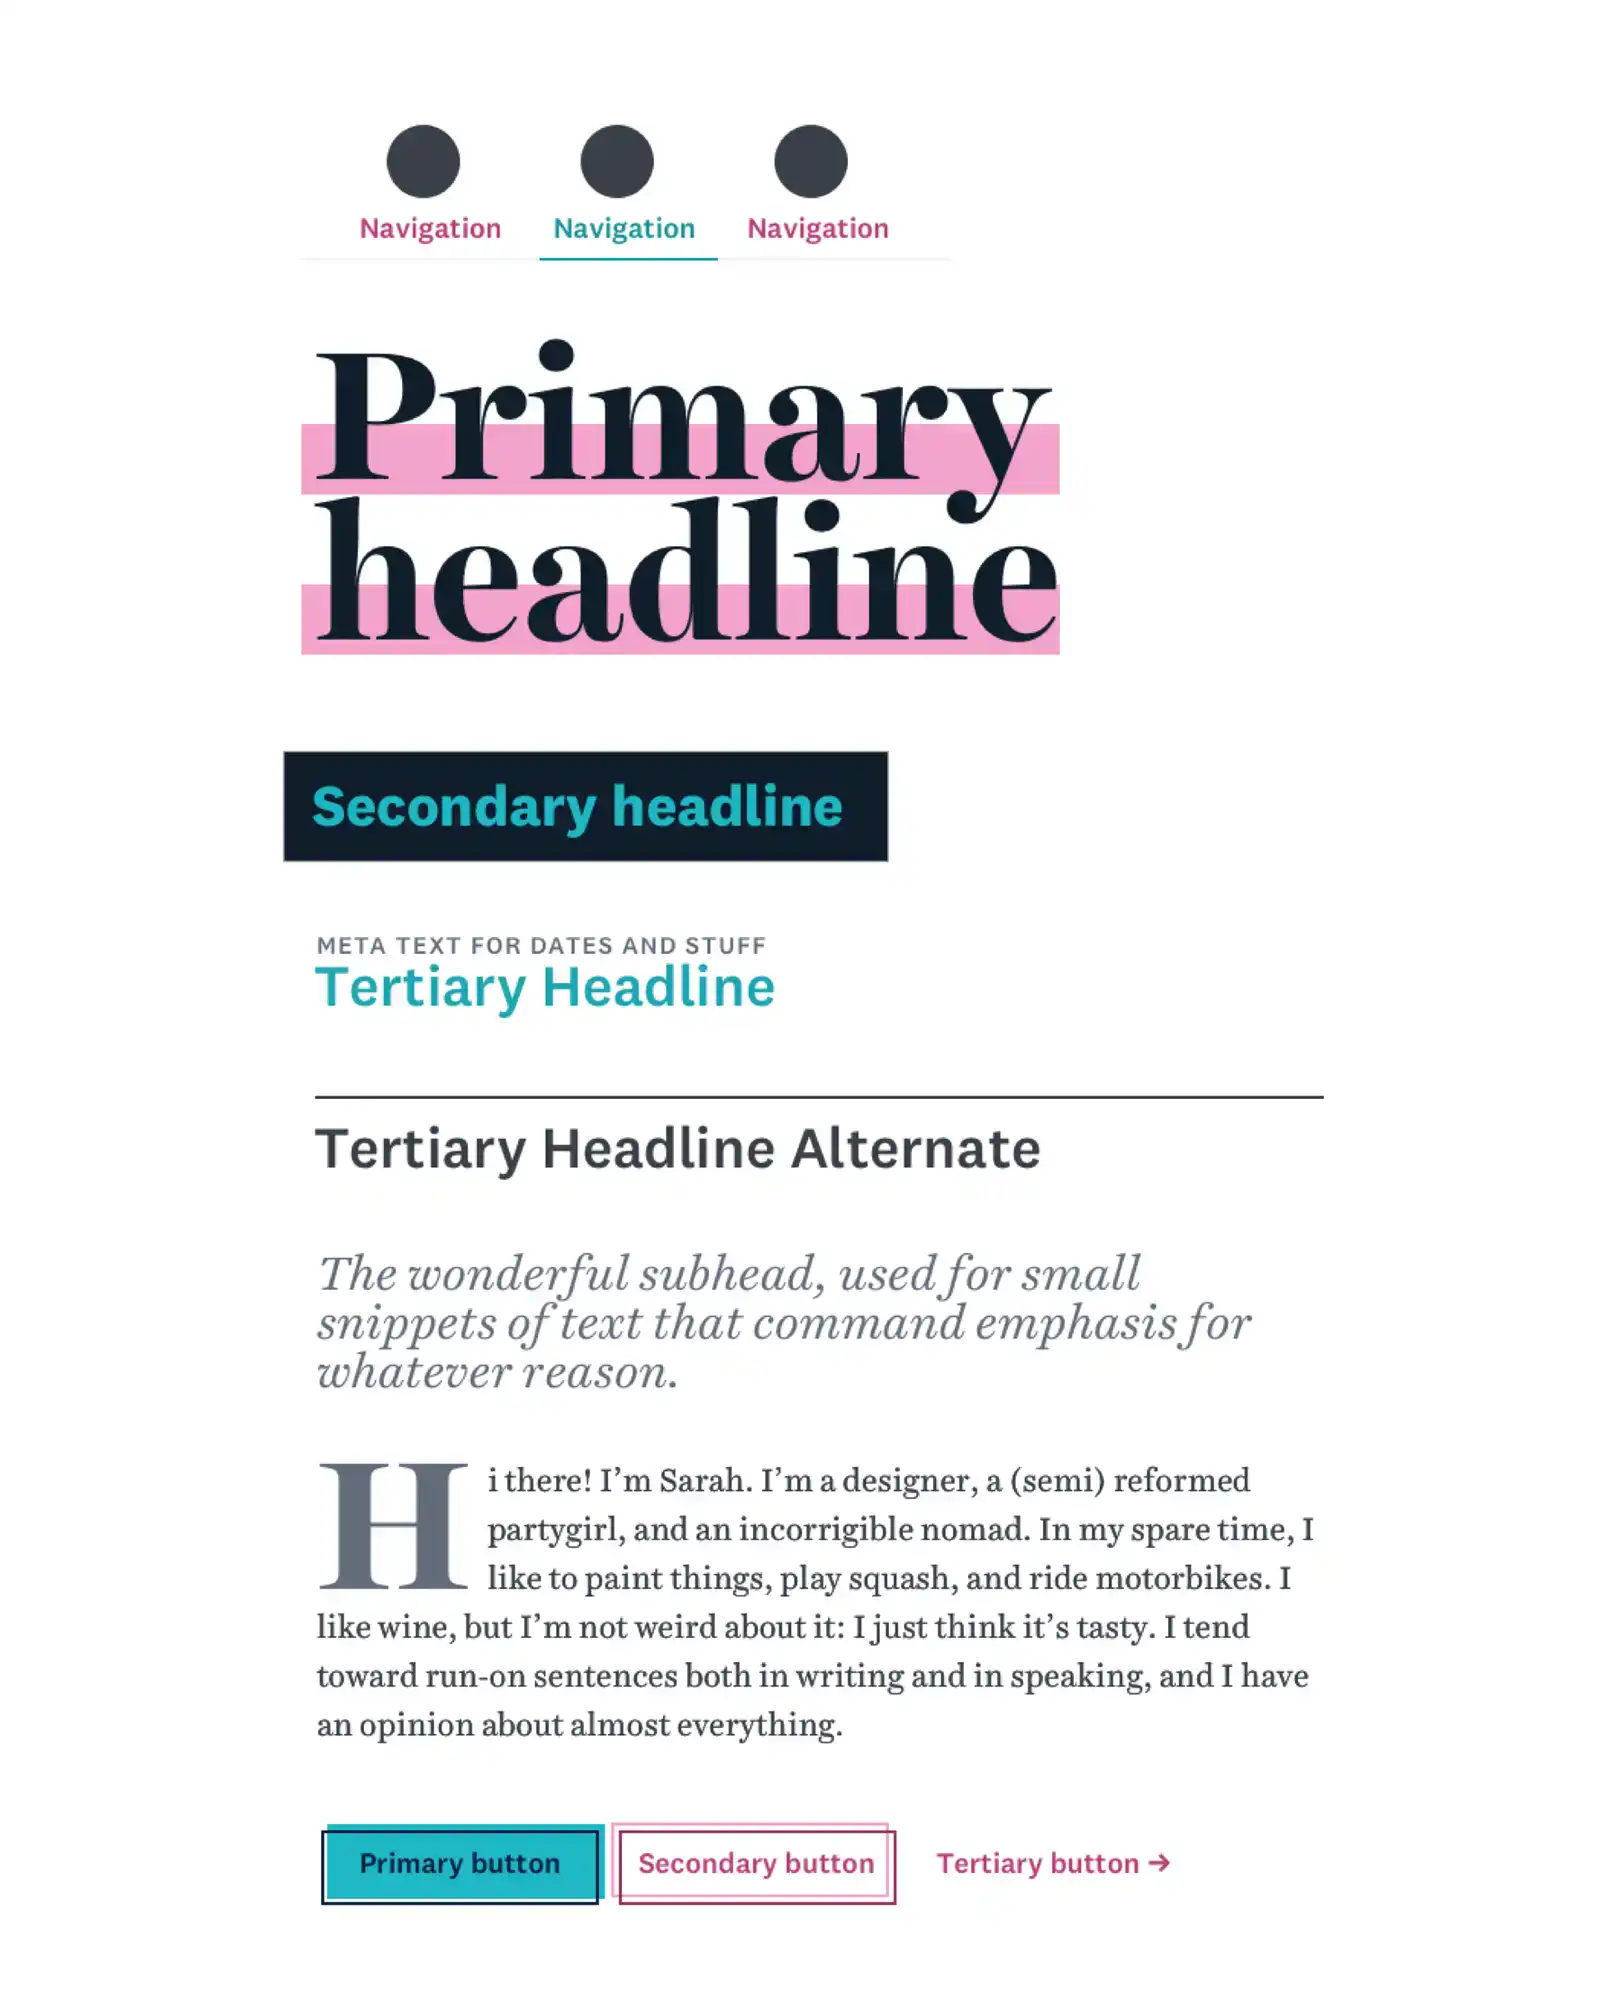 Navigation Navigation Navigation
Primary
headline
Secondary headline
META TEXT FOR DATES AND STUFF
Tertiary Headline
Tertiary Headline Alternate
The wonderful subhead, used for small
snippets of text that command emphasis for
whatever reason.
Hi there! I’m Sarah. I’m a designer, a (semi) reformed
partygirl, and an incorrigible nomad. In my spare time, I
like to paint things, play squash, and ride motorbikes. I
like wine, but I’m not weird about it: I just think it’s tasty. I tend
toward run-on sentences both in writing and in speaking, and I have
an opinion about almost everything.
Primary button Secondary button Tertiary button →